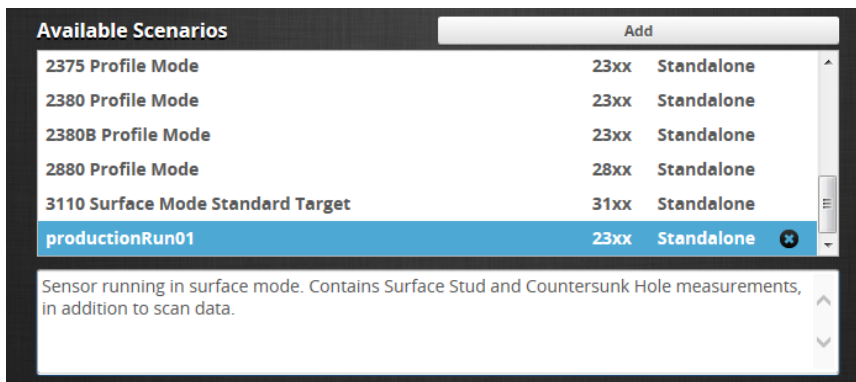 Available Scenarios Add
2375 Profile Mode 23xx Standalone
2380 Profile Mode 23xx Standalone
2380B Profile Mode 23xx Standalone
2880 Profile Mode 28xx Standalone
3110 Surface Mode Standard Target 31xx Standalone
productionRun01 23xx Standalone
Sensor running in surface mode. Contains Surface Stud and Countersunk Hole measurements,
in addition to scan data.